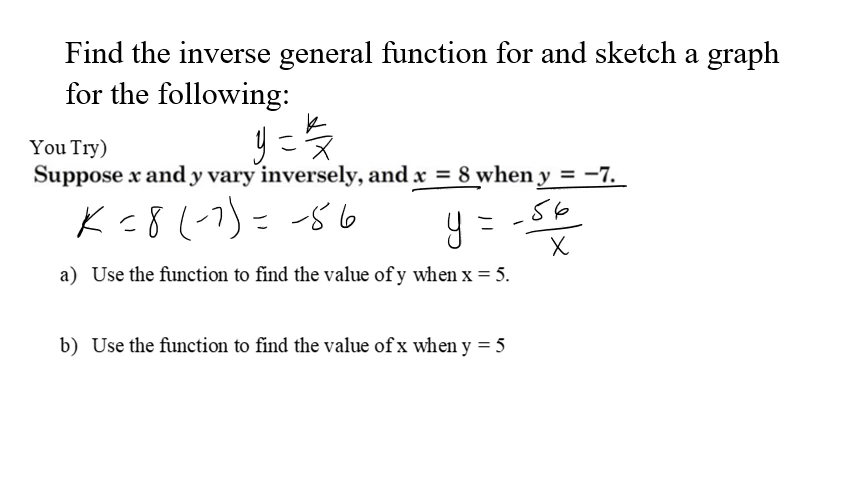 Find the inverse general function for and sketch a graph
for the following:
y = k/x
You Try)
Suppose x and y vary inversely, and x = 8 when y = −7.
K = 8 (-7) = -56
y = -56/x
a) Use the function to find the value of y when x = 5.
b) Use the function to find the value of x when y = 5